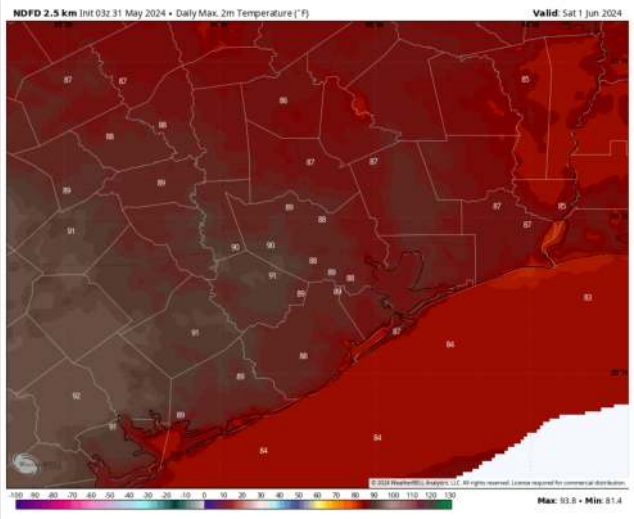 NDFD 2.5 km Init 03z 31 May 2024 • Daily Max. 2m Temperature (°F)
Valid: Sat 1 Jun 2024
87 87 85
86
88 88
87 87
89 89
89 87 85
88 87
91
90 90
88
91 89 88
89 89 83
91 87
84
88
89
92
89
91
84
84
© 2024 WeatherBELL Analytics, LLC. All rights reserved. License required for commercial distribution.
-100 -90 -80 -70 -60 -50 -40 -30 -20 -10 0 10 20 30 40 50 60 70 80 90 100 110 120 130
Max: 93.8 • Min: 81.4